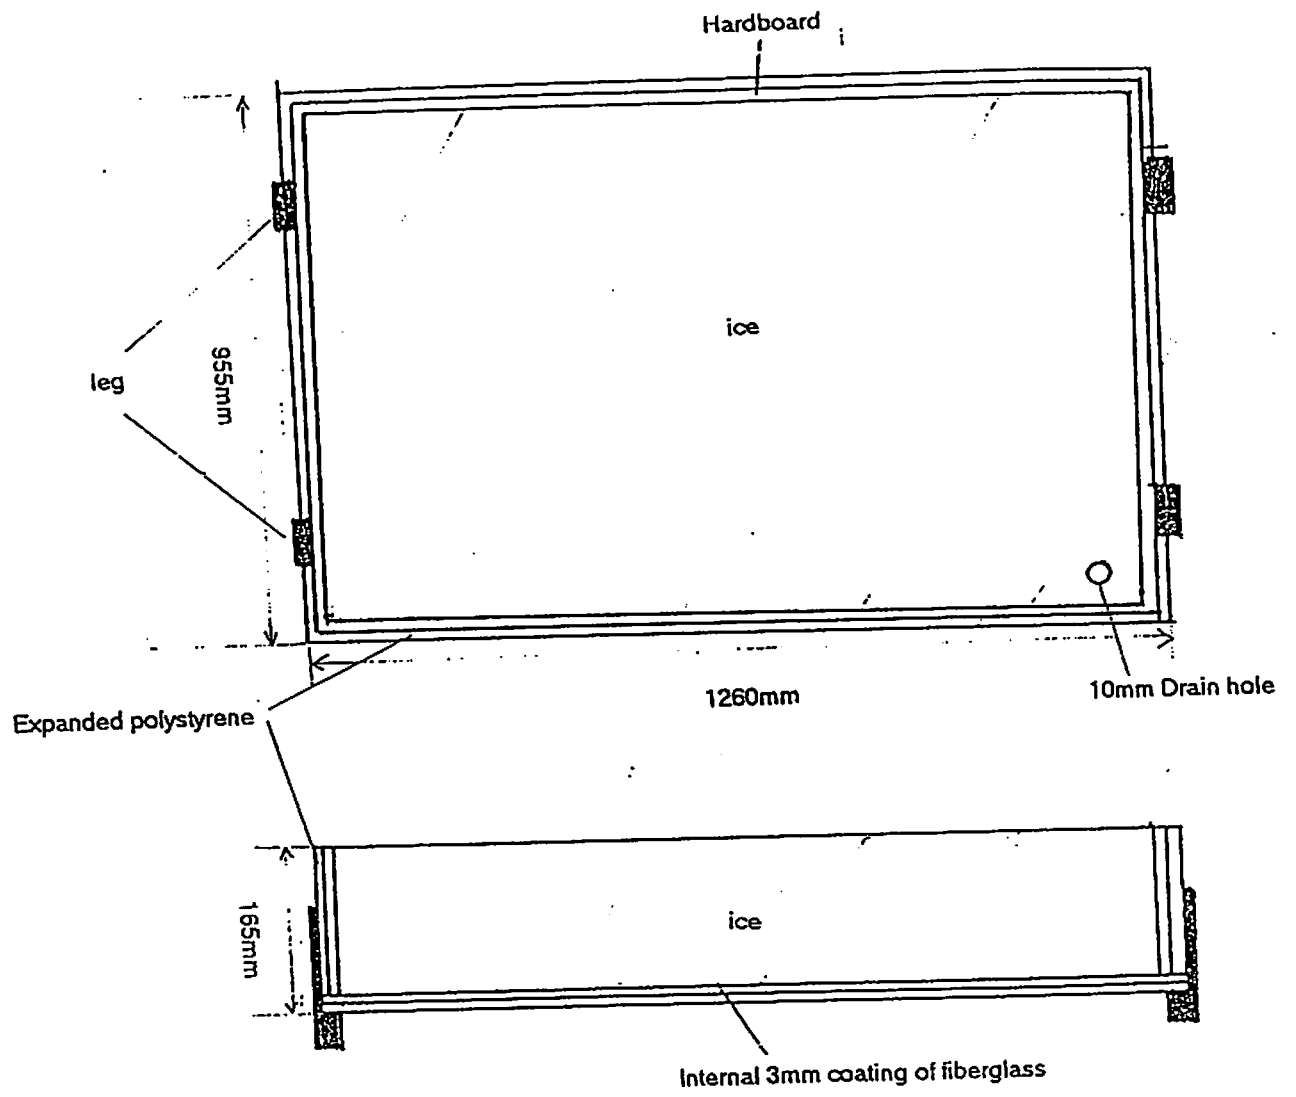 Hardboard
ice
leg
955mm
1260mm
10mm Drain hole
Expanded polystyrene
165mm
ice
Internal 3mm coating of fiberglass